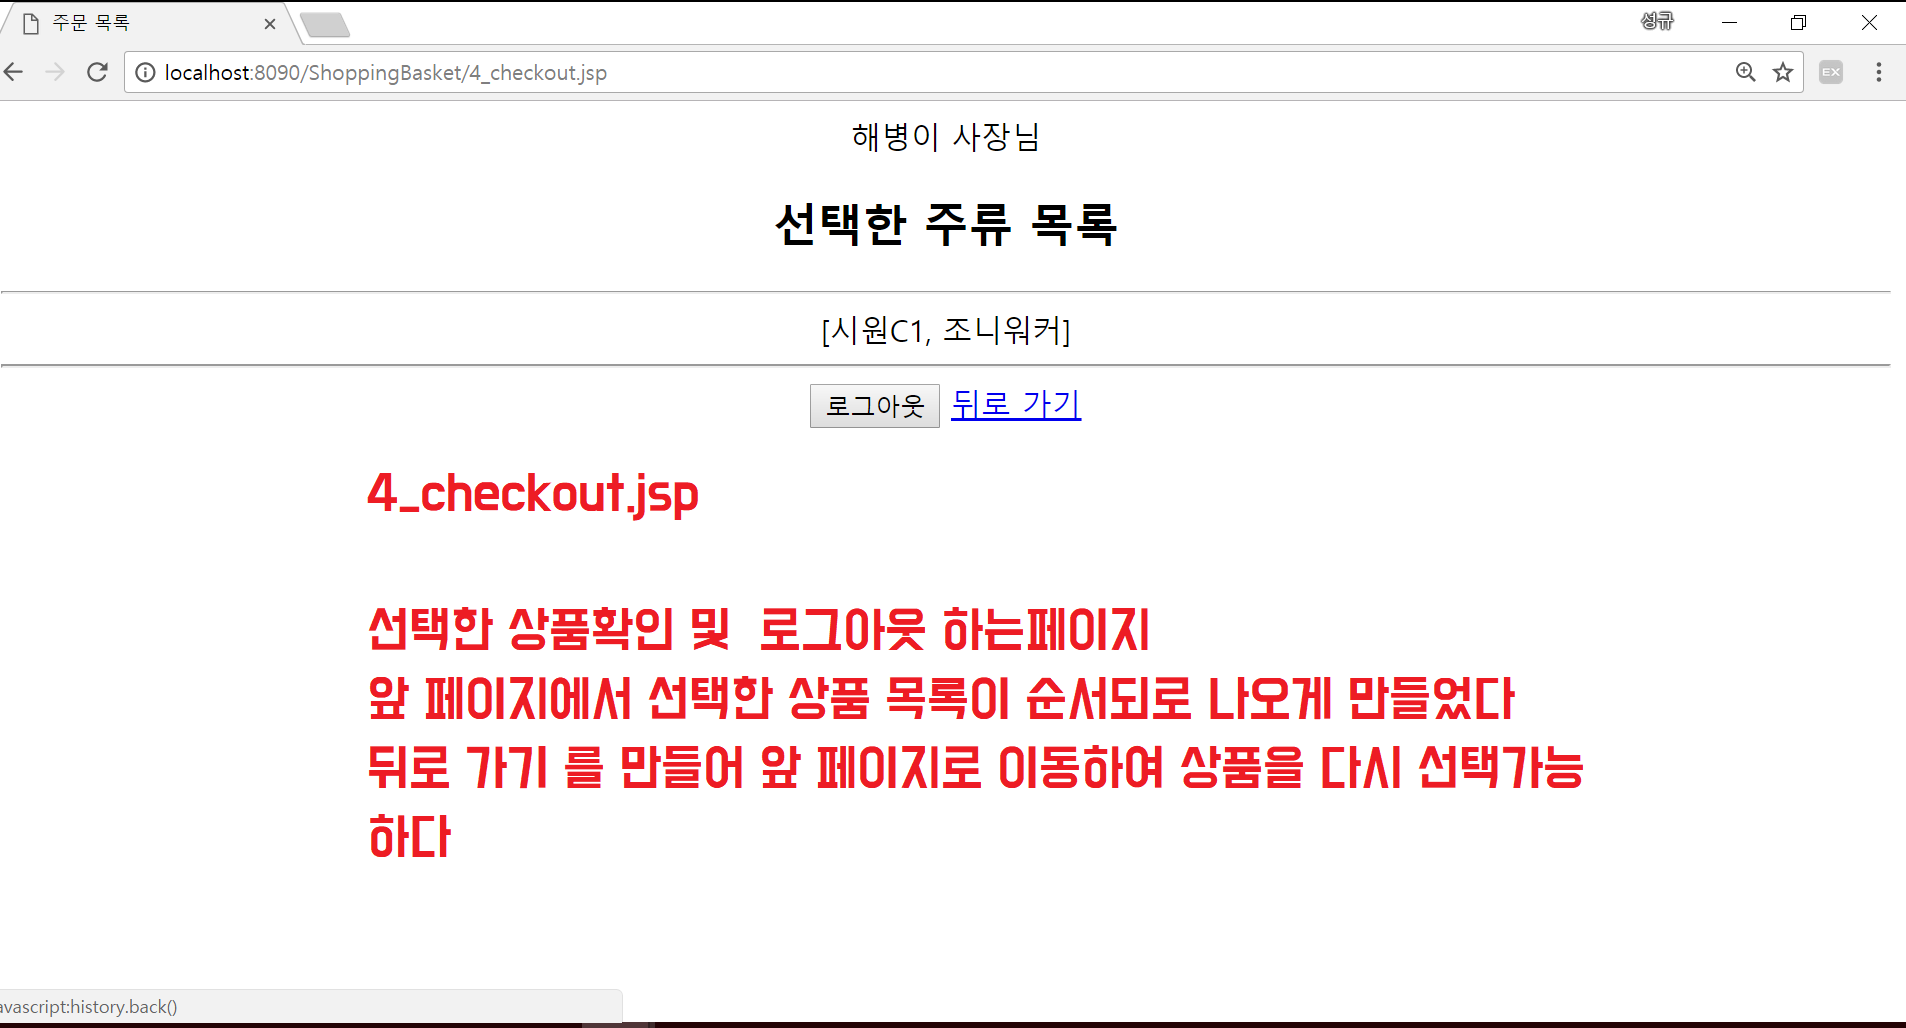 주문 목록
성규
localhost:8090/ShoppingBasket/4_checkout.jsp
EX
해병이 사장님
선택한 주류 목록
[시원C1, 조니워커]
로그아웃 뒤로 가기
4_checkout.jsp
선택한 상품확인 및 로그아웃 하는페이지
앞 페이지에서 선택한 상품 목록이 순서되로 나오게 만들었다
뒤로 가기 를 만들어 앞 페이지로 이동하여 상품을 다시 선택가능
하다
avascript:history.back()